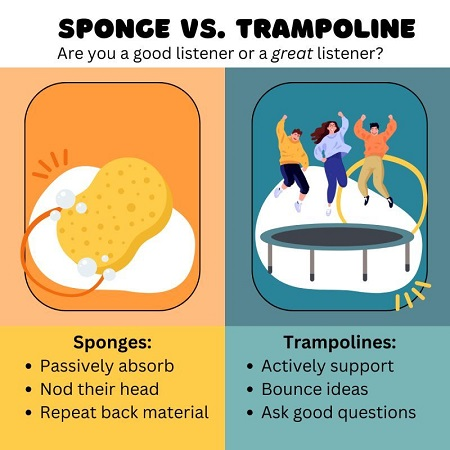 SPONGE VS. TRAMPOLINE
Are you a good listener or a great listener?
Sponges:
• Passively absorb
• Nod their head
• Repeat back material
Trampolines:
• Actively support
• Bounce ideas
• Ask good questions